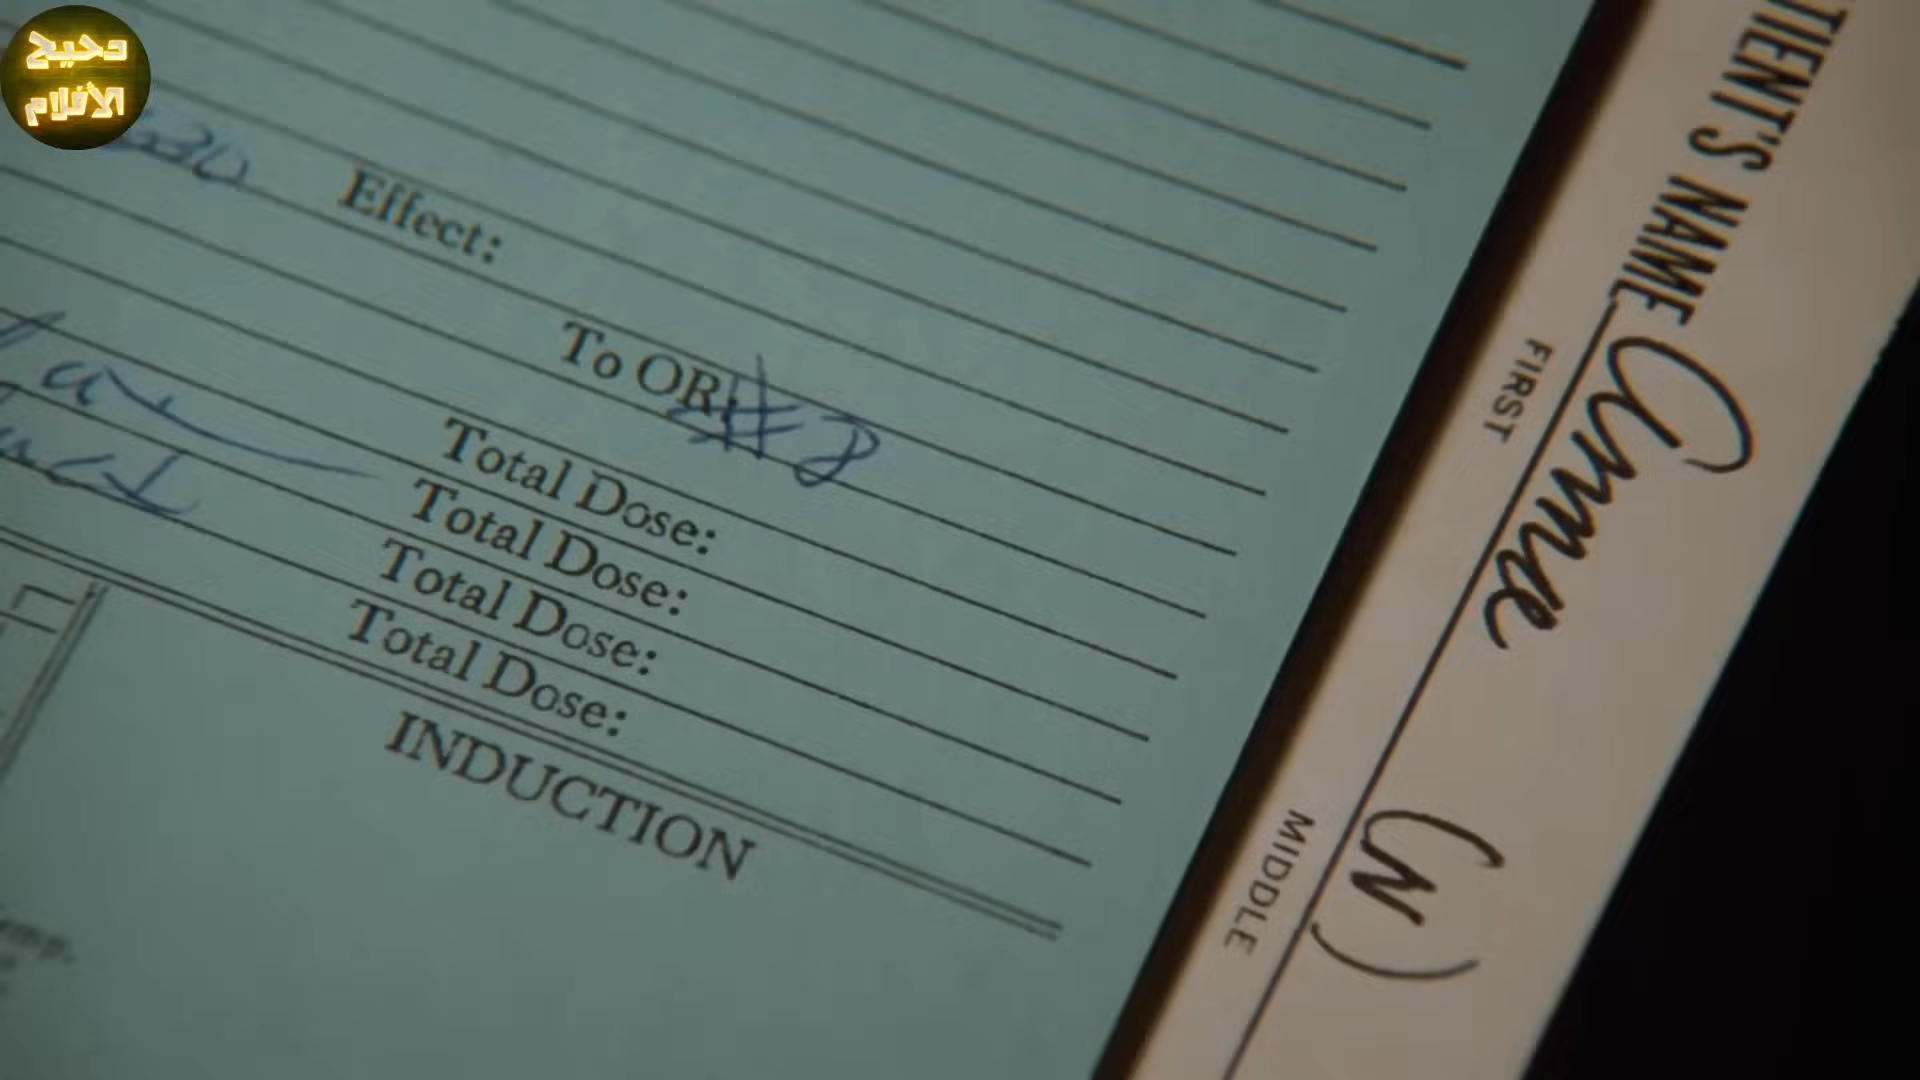 دحيح
الأفلام
Effect:
To OR: #8
Total Dose:
Total Dose:
Total Dose:
Total Dose:
INDUCTION
TIENT'S NAME
Anne
FIRST
(N)
MIDDLE